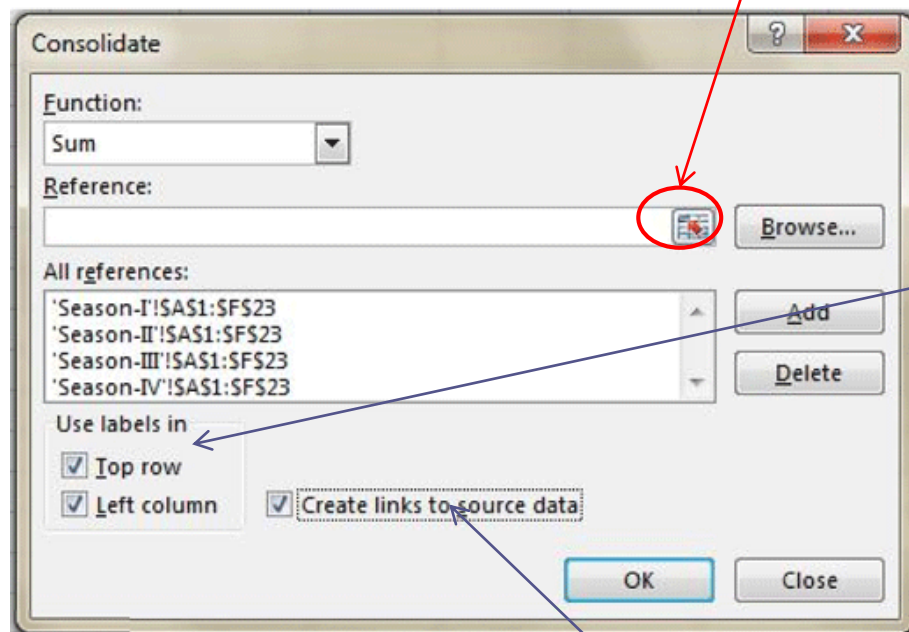 Consolidate
Function:
Sum
Reference:
Browse...
All references:
'Season-I'!$A$1:$F$23
'Season-II'!$A$1:$F$23
'Season-III'!$A$1:$F$23
'Season-IV'!$A$1:$F$23
Add
Delete
Use labels in
Top row
Left column
Create links to source data
OK
Close